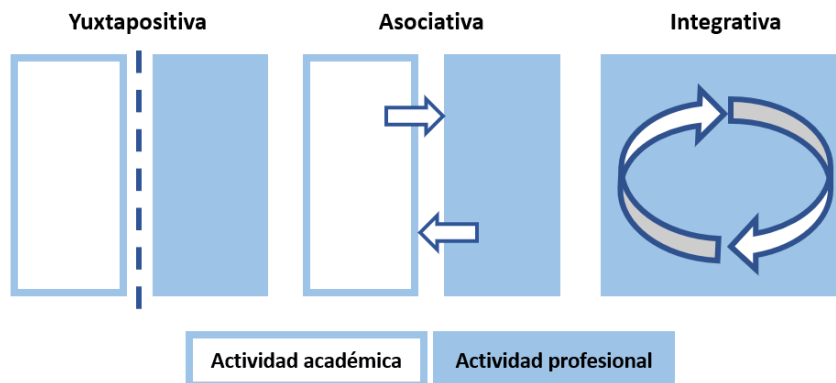 Yuxtapositiva
Asociativa
Integrativa
Actividad académica
Actividad profesional